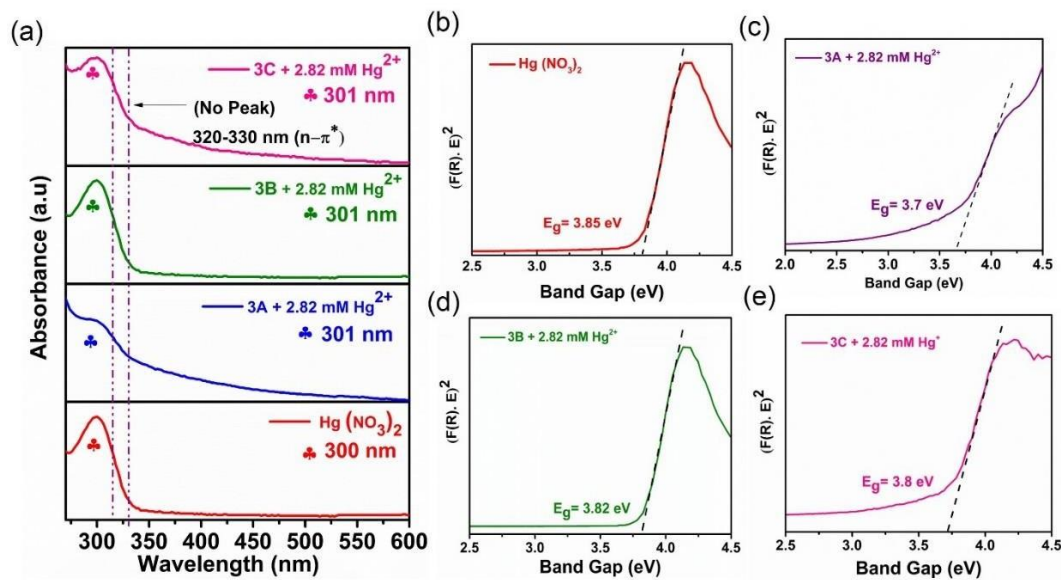 (a)
3C + 2.82 mM Hg2+
♣ 301 nm
(No Peak)
320-330 nm (n−π*)
3B + 2.82 mM Hg2+
♣ 301 nm
3A + 2.82 mM Hg2+
♣ 301 nm
Hg (NO3)2
♣ 300 nm
Absorbance (a.u)
300 350 400 450 500 550 600
Wavelength (nm)
(b)
Hg (NO3)2
(F(R). E)2
Eg= 3.85 eV
2.5 3.0 3.5 4.0 4.5
Band Gap (eV)
(c)
3A + 2.82 mM Hg2+
(F(R). E)2
Eg= 3.7 eV
2.0 2.5 3.0 3.5 4.0 4.5
Band Gap (eV)
(d)
3B + 2.82 mM Hg2+
(F(R). E)2
Eg= 3.82 eV
2.5 3.0 3.5 4.0 4.5
Band Gap (eV)
(e)
3C + 2.82 mM Hg+
(F(R). E)2
Eg= 3.8 eV
2.5 3.0 3.5 4.0 4.5
Band Gap (eV)